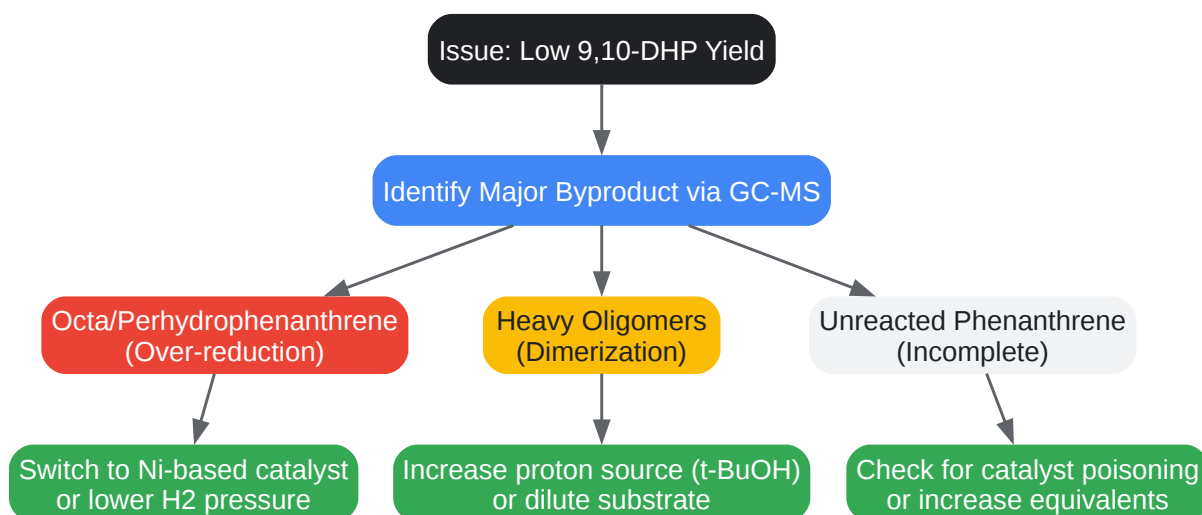 Issue: Low 9,10-DHP Yield
Identify Major Byproduct via GC-MS
Octa/Perhydrophenanthrene
(Over-reduction)
Heavy Oligomers
(Dimerization)
Unreacted Phenanthrene
(Incomplete)
Switch to Ni-based catalyst
or lower H2 pressure
Increase proton source (t-BuOH)
or dilute substrate
Check for catalyst poisoning
or increase equivalents